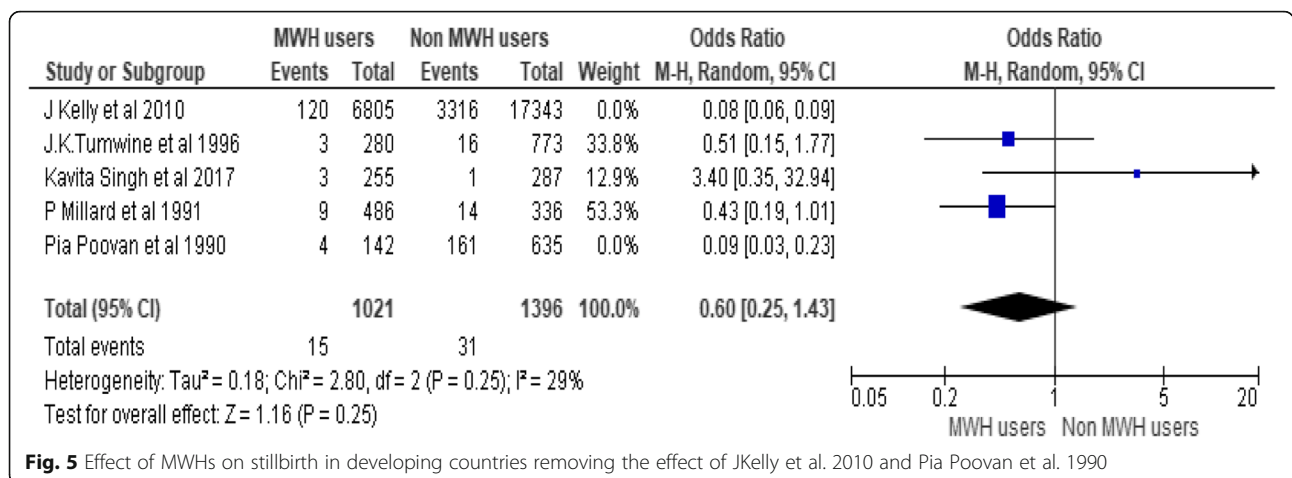 MWH users Non MWH users Odds Ratio Odds Ratio
Study or Subgroup Events Total Events Total Weight M-H, Random, 95% CI M-H, Random, 95% CI
J Kelly et al 2010 120 6805 3316 17343 0.0% 0.08 [0.06, 0.09]
J.K.Tumwine et al 1996 3 280 16 773 33.8% 0.51 [0.15, 1.77]
Kavita Singh et al 2017 3 255 1 287 12.9% 3.40 [0.35, 32.94]
P Millard et al 1991 9 486 14 336 53.3% 0.43 [0.19, 1.01]
Pia Poovan et al 1990 4 142 161 635 0.0% 0.09 [0.03, 0.23]
Total (95% CI) 1021 1396 100.0% 0.60 [0.25, 1.43]
Total events 15 31
Heterogeneity: Tau² = 0.18; Chi² = 2.80, df = 2 (P = 0.25); I² = 29%
Test for overall effect: Z = 1.16 (P = 0.25)
0.05 0.2 1 5 20
MWH users Non MWH users
Fig. 5 Effect of MWHs on stillbirth in developing countries removing the effect of JKelly et al. 2010 and Pia Poovan et al. 1990